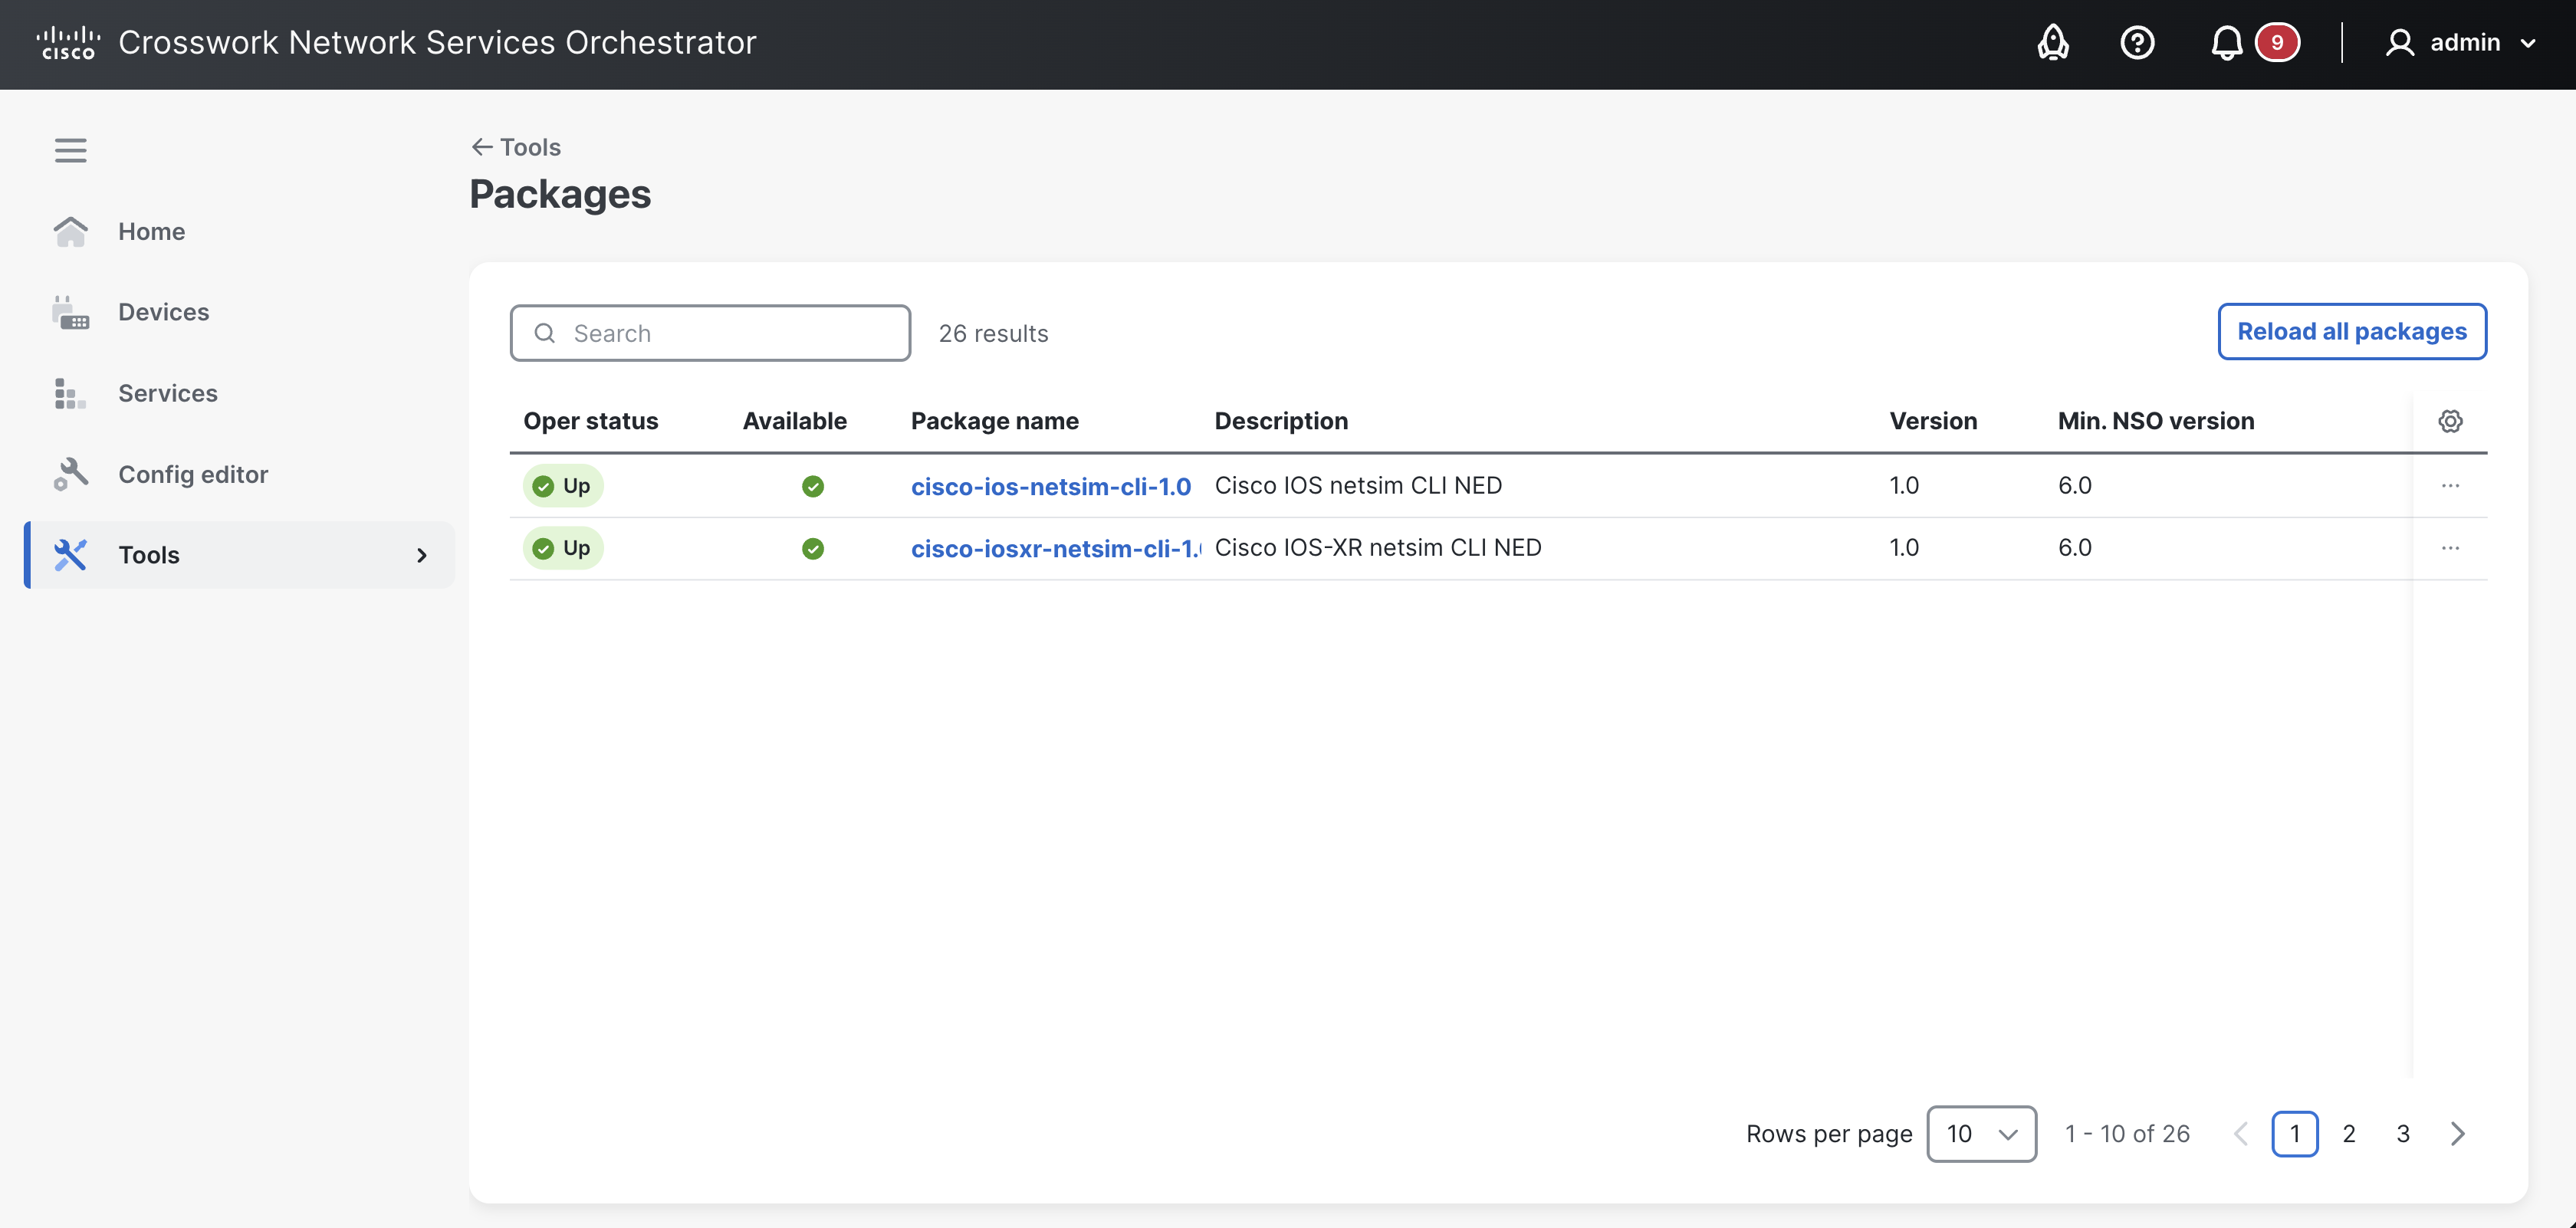 CISCO Crosswork Network Services Orchestrator 9 admin
Tools
Packages
Home
Devices
Services
Config editor
Tools
Search 26 results Reload all packages
Oper status Available Package name Description Version Min. NSO version
Up cisco-ios-netsim-cli-1.0 Cisco IOS netsim CLI NED 1.0 6.0 ...
Up cisco-iosxr-netsim-cli-1. Cisco IOS-XR netsim CLI NED 1.0 6.0 ...
Rows per page 10 1 - 10 of 26 1 2 3